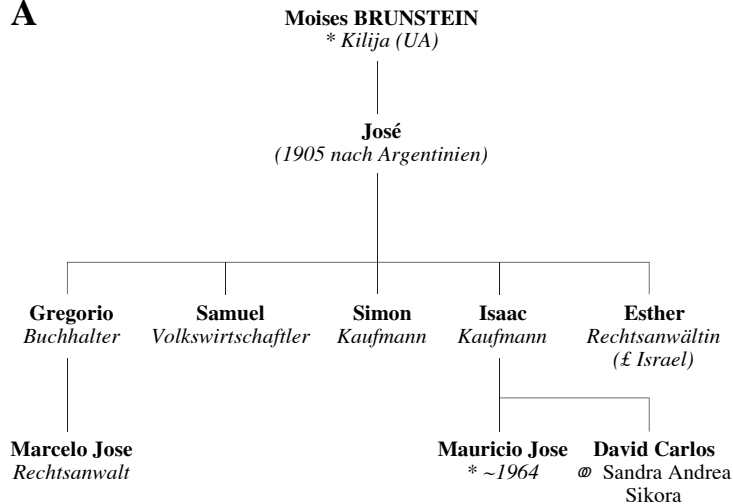 A
Moises BRUNSTEIN
* Kilija (UA)
José
(1905 nach Argentinien)
Gregorio
Buchhalter
Samuel
Volkswirtschaftler
Simon
Kaufmann
Isaac
Kaufmann
Esther
Rechtsanwältin
(£ Israel)
Marcelo Jose
Rechtsanwalt
Mauricio Jose
* ~1964
David Carlos
⚭ Sandra Andrea
Sikora